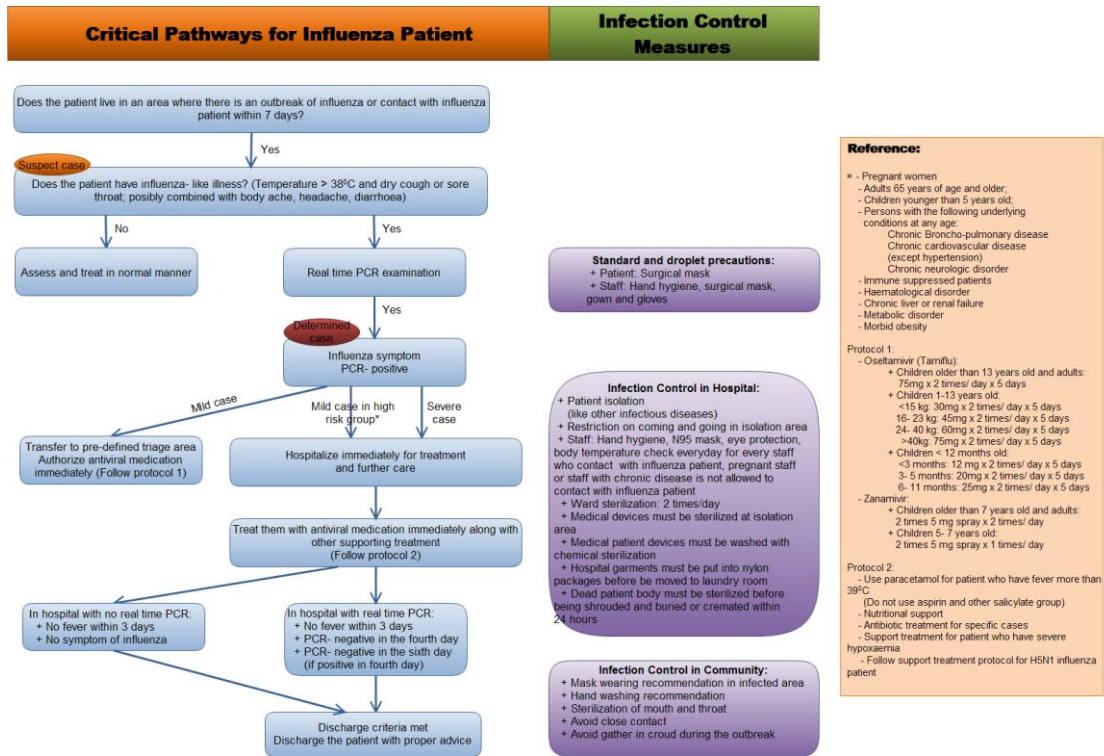 Critical Pathways for Influenza Patient
Infection Control
Measures
Does the patient live in an area where there is an outbreak of influenza or contact with influenza
patient within 7 days?
Yes
Suspect case
Does the patient have influenza- like illness? (Temperature > 38⁰C and dry cough or sore
throat; posibly combined with body ache, headache, diarrhoea)
No
Yes
Assess and treat in normal manner
Real time PCR examination
Yes
Determined
case
Influenza symptom
PCR- positive
Mild case
Mild case in high
risk group*
Severe
case
Transfer to pre-defined triage area
Authorize antiviral medication
immediately (Follow protocol 1)
Hospitalize immediately for treatment
and further care
Treat them with antiviral medication immediately along with
other supporting treatment
(Follow protocol 2)
In hospital with no real time PCR:
+ No fever within 3 days
+ No symptom of influenza
In hospital with real time PCR:
+ No fever within 3 days
+ PCR- negative in the fourth day
+ PCR- negative in the sixth day
(if positive in fourth day)
Discharge criteria met
Discharge the patient with proper advice
Standard and droplet precautions:
+ Patient: Surgical mask
+ Staff: Hand hygiene, surgical mask,
gown and gloves
Infection Control in Hospital:
+ Patient isolation
(like other infectious diseases)
+ Restriction on coming and going in isolation area
+ Staff: Hand hygiene, N95 mask, eye protection,
body temperature check everyday for every staff
who contact with influenza patient, pregnant staff
or staff with chronic disease is not allowed to
contact with influenza patient
+ Ward sterilization: 2 times/day
+ Medical devices must be sterilized at isolation
area
+ Medical patient devices must be washed with
chemical sterilization
+ Hospital garments must be put into nylon
packages before be moved to laundry room
+ Dead patient body must be sterilized before
being shrouded and buried or cremated within
24 hours
Infection Control in Community:
+ Mask wearing recommendation in infected area
+ Hand washing recommendation
+ Sterilization of mouth and throat
+ Avoid close contact
+ Avoid gather in croud during the outbreak
Reference:
* - Pregnant women
- Adults 65 years of age and older;
- Children younger than 5 years old;
- Persons with the following underlying
conditions at any age:
Chronic Broncho-pulmonary disease
Chronic cardiovascular disease
(except hypertension)
Chronic neurologic disorder
- Immune suppressed patients
- Haematological disorder
- Chronic liver or renal failure
- Metabolic disorder
- Morbid obesity
Protocol 1:
- Oseltamivir (Tamiflu):
+ Children older than 13 years old and adults:
75mg x 2 times/ day x 5 days
+ Children 1-13 years old:
<15 kg: 30mg x 2 times/ day x 5 days
16- 23 kg: 45mg x 2 times/ day x 5 days
24- 40 kg: 60mg x 2 times/ day x 5 days
>40kg: 75mg x 2 times/ day x 5 days
+ Children < 12 months old:
<3 months: 12 mg x 2 times/ day x 5 days
3- 5 months: 20mg x 2 times/ day x 5 days
6- 11 months: 25mg x 2 times/ day x 5 days
- Zanamivir:
+ Children older than 7 years old and adults:
2 times 5 mg spray x 2 times/ day
+ Children 5- 7 years old:
2 times 5 mg spray x 1 times/ day
Protocol 2:
- Use paracetamol for patient who have fever more than
39⁰C
(Do not use aspirin and other salicylate group)
- Nutritional support
- Antibiotic treatment for specific cases
- Support treatment for patient who have severe
hypoxaemia
- Follow support treatment protocol for H5N1 influenza
patient